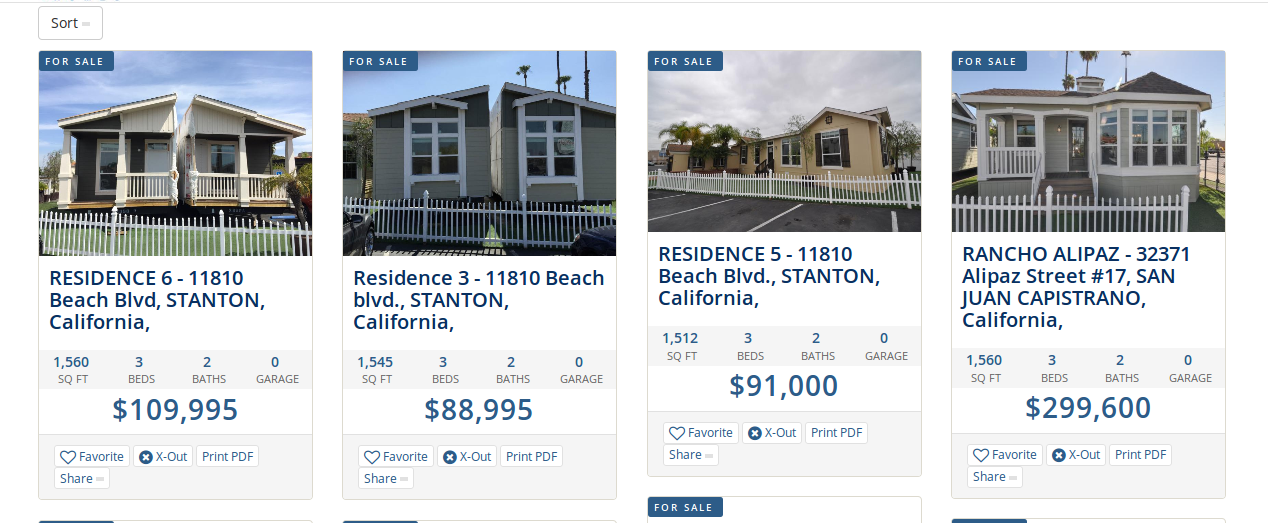 Sort
FOR SALE
RESIDENCE 6 - 11810
Beach Blvd, STANTON,
California,
1,560 3 2 0
SQ FT BEDS BATHS GARAGE
$109,995
Favorite X-Out Print PDF
Share
FOR SALE
Residence 3 - 11810 Beach
blvd., STANTON,
California,
1,545 3 2 0
SQ FT BEDS BATHS GARAGE
$88,995
Favorite X-Out Print PDF
Share
FOR SALE
RESIDENCE 5 - 11810
Beach Blvd., STANTON,
California,
1,512 3 2 0
SQ FT BEDS BATHS GARAGE
$91,000
Favorite X-Out Print PDF
Share
FOR SALE
RANCHO ALIPAZ - 32371
Alipaz Street #17, SAN
JUAN CAPISTRANO,
California,
1,560 3 2 0
SQ FT BEDS BATHS GARAGE
$299,600
Favorite X-Out Print PDF
Share
FOR SALE